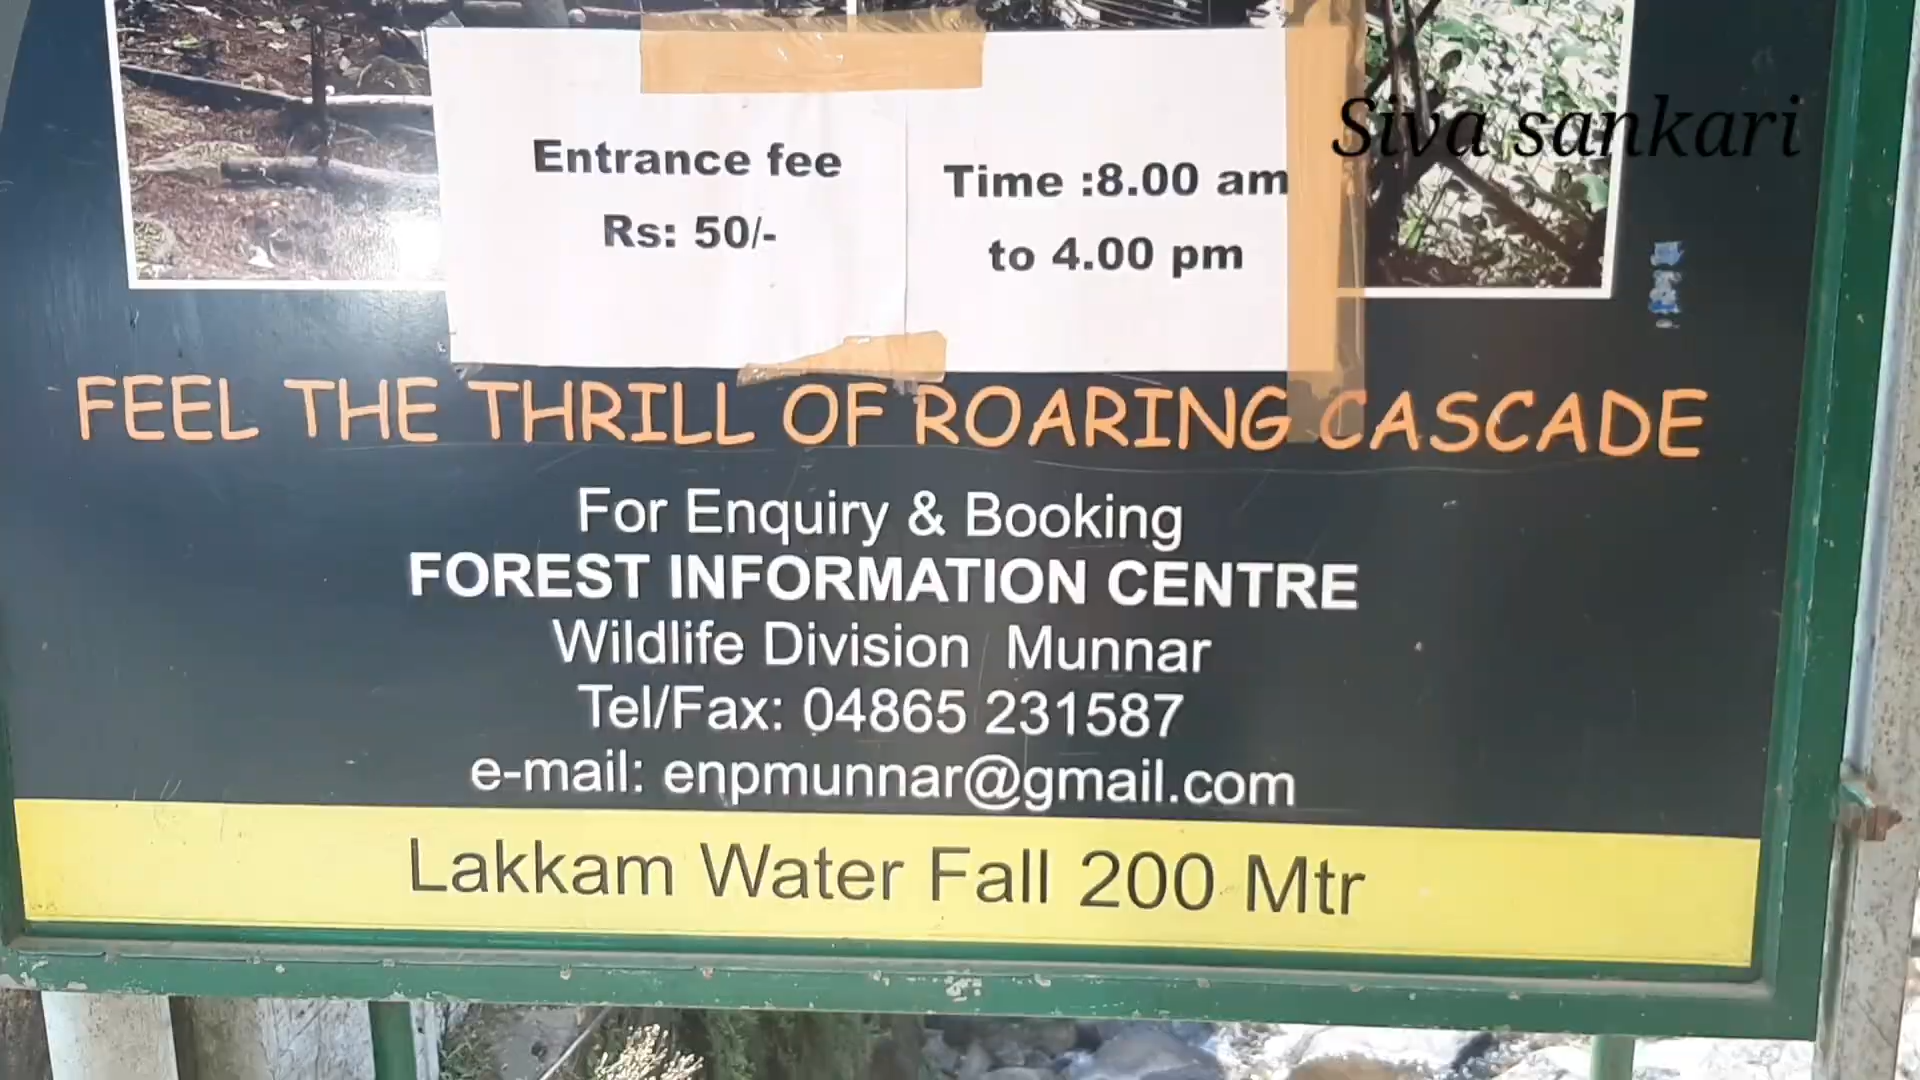 Siva sankari
Entrance fee
Rs: 50/-
Time :8.00 am
to 4.00 pm
FEEL THE THRILL OF ROARING CASCADE
For Enquiry & Booking
FOREST INFORMATION CENTRE
Wildlife Division Munnar
Tel/Fax: 04865 231587
e-mail: enpmunnar@gmail.com
Lakkam Water Fall 200 Mtr